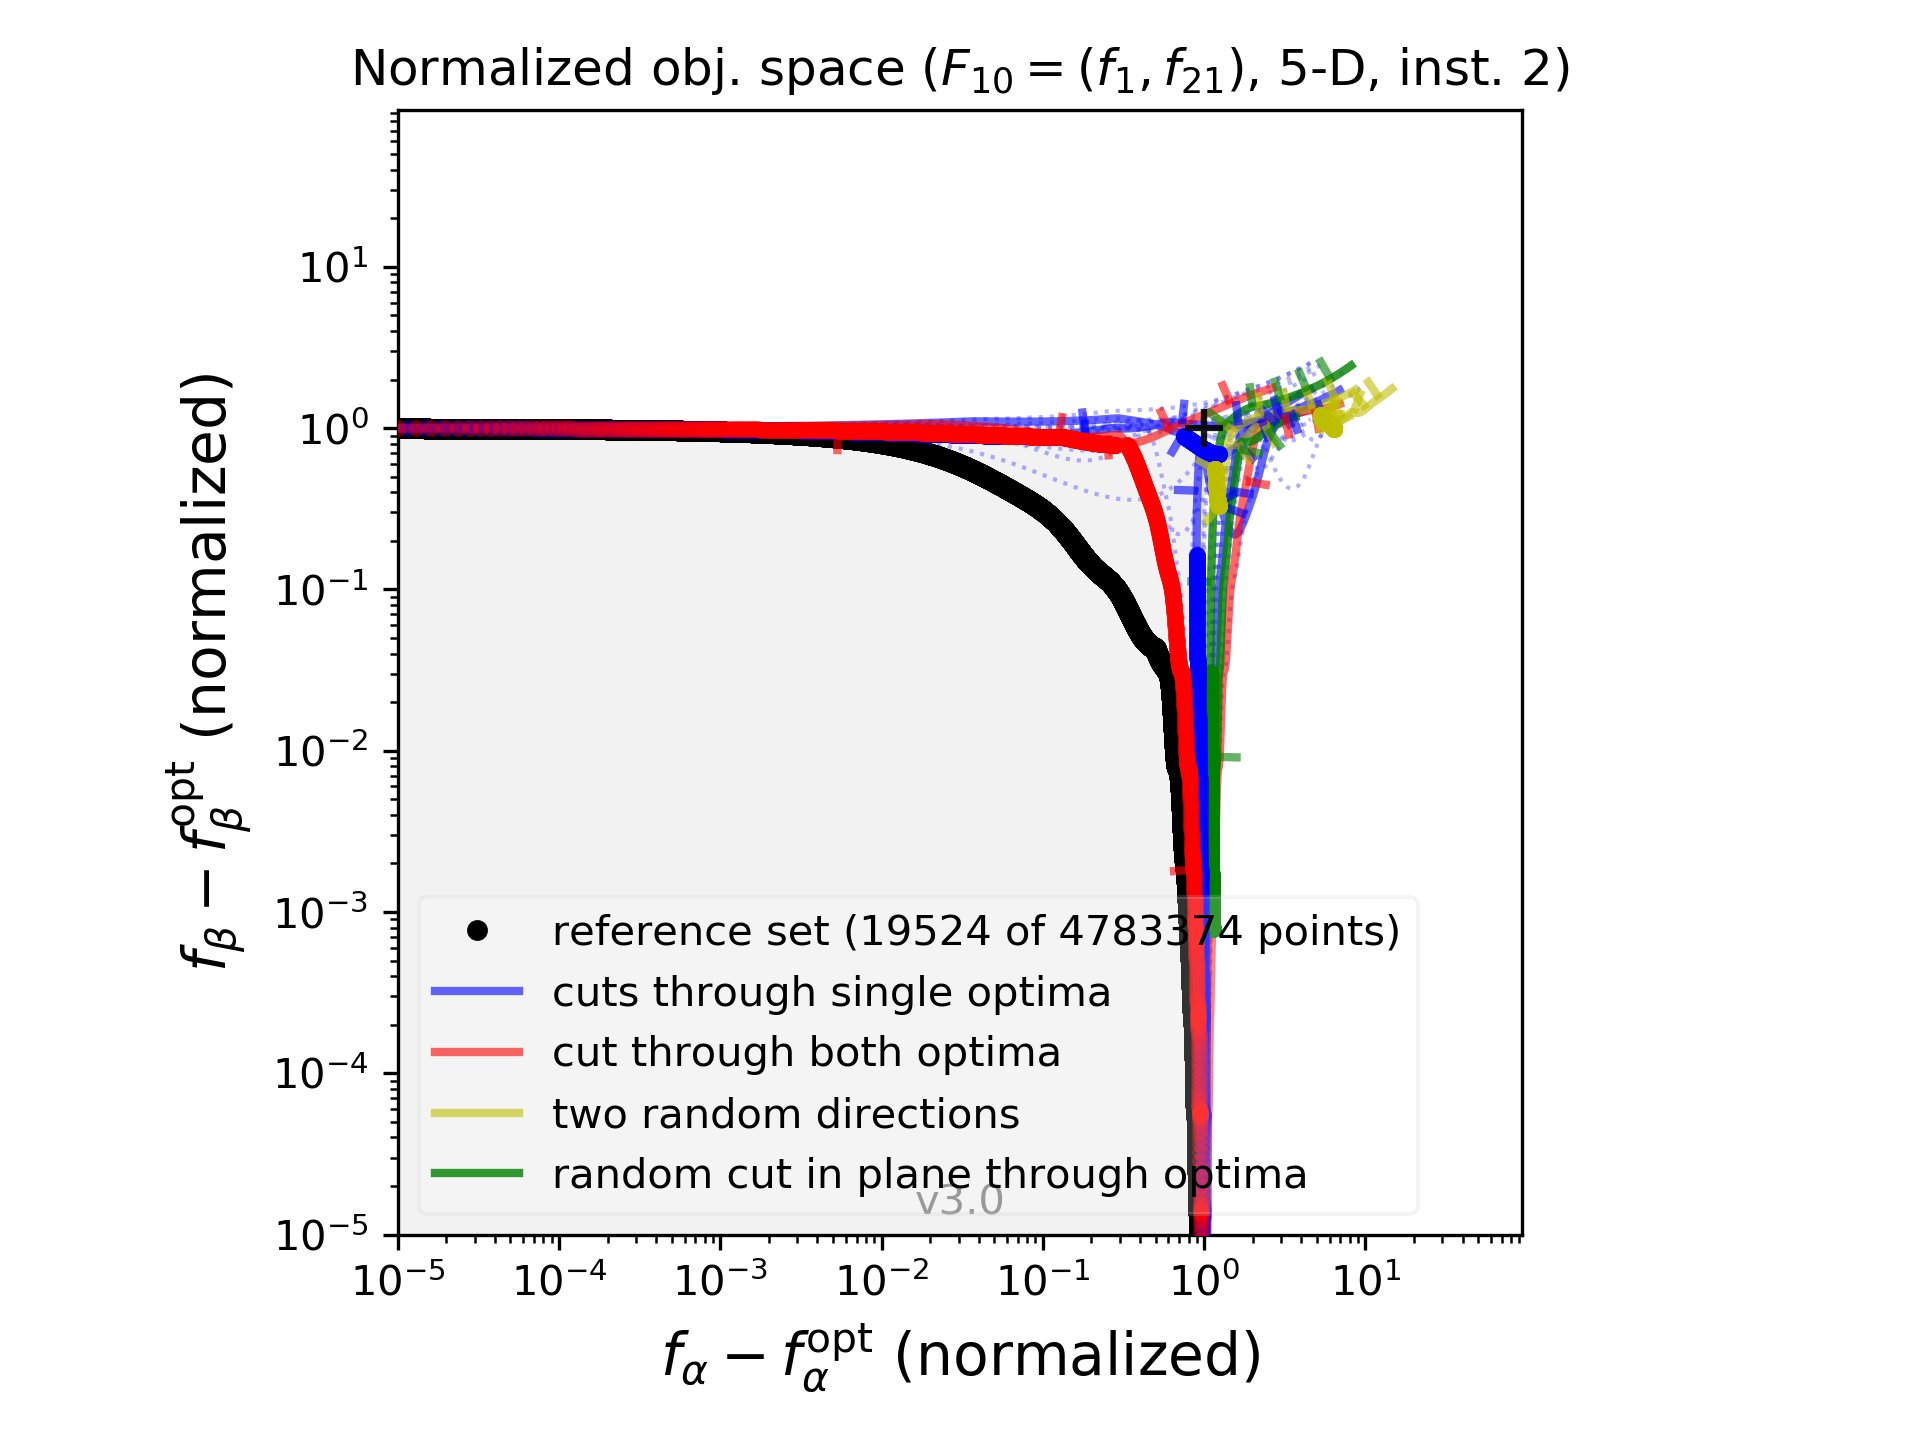 Normalized obj. space (F₁₀ = (f₁, f₂₁), 5-D, inst. 2)
f_β − f_β^opt (normalized)
10¹
10⁰
10⁻¹
10⁻²
10⁻³
10⁻⁴
10⁻⁵
reference set (19524 of 4783374 points)
cuts through single optima
cut through both optima
two random directions
random cut in plane through optima
v3.0
10⁻⁵ 10⁻⁴ 10⁻³ 10⁻² 10⁻¹ 10⁰ 10¹
f_α − f_α^opt (normalized)